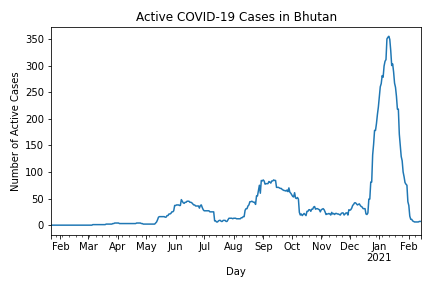 Active COVID-19 Cases in Bhutan
Number of Active Cases
350
300
250
200
150
100
50
0
Feb Mar Apr May Jun Jul Aug Sep Oct Nov Dec Jan Feb
2021
Day